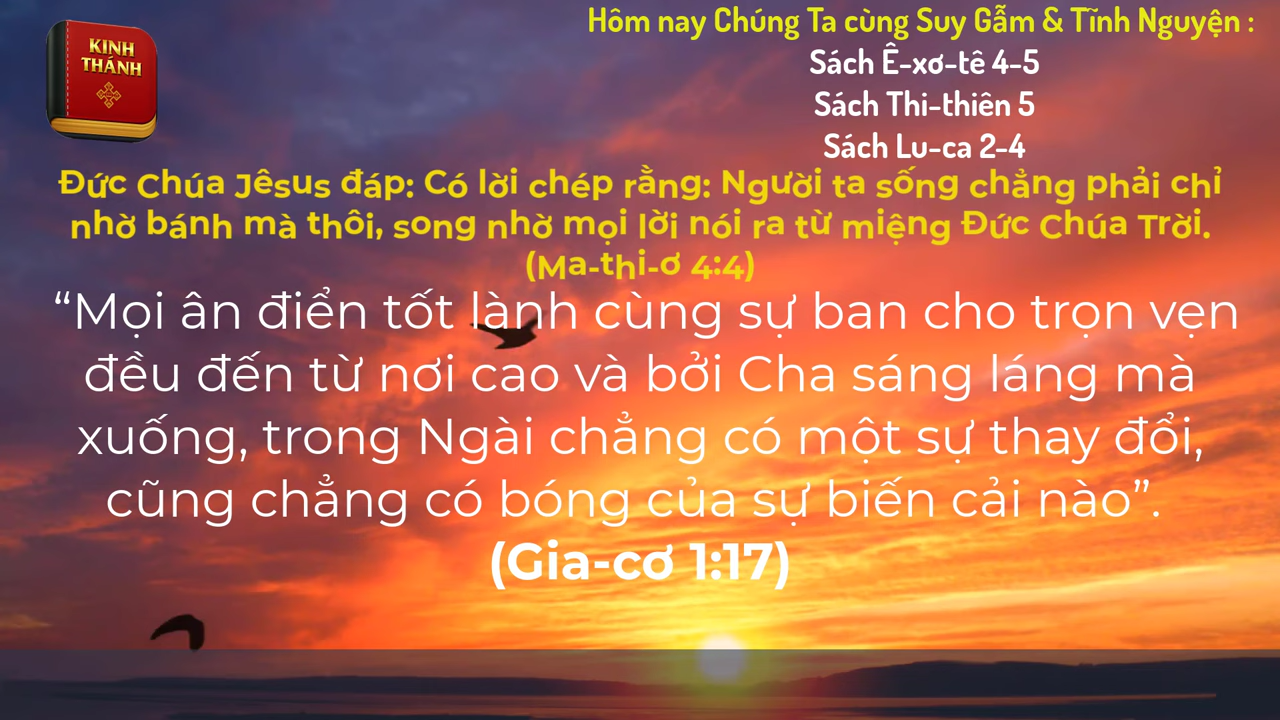 KINH
THÁNH
Hôm nay Chúng Ta cùng Suy Gẫm & Tĩnh Nguyện :
Sách Ê-xơ-tê 4-5
Sách Thi-thiên 5
Sách Lu-ca 2-4
Đức Chúa Jêsus đáp: Có lời chép rằng: Người ta sống chẳng phải chỉ
nhờ bánh mà thôi, song nhờ mọi lời nói ra từ miệng Đức Chúa Trời.
(Ma-thi-ơ 4:4)
“Mọi ân điển tốt lành cùng sự ban cho trọn vẹn
đều đến từ nơi cao và bởi Cha sáng láng mà
xuống, trong Ngài chẳng có một sự thay đổi,
cũng chẳng có bóng của sự biến cải nào”.
(Gia-cơ 1:17)